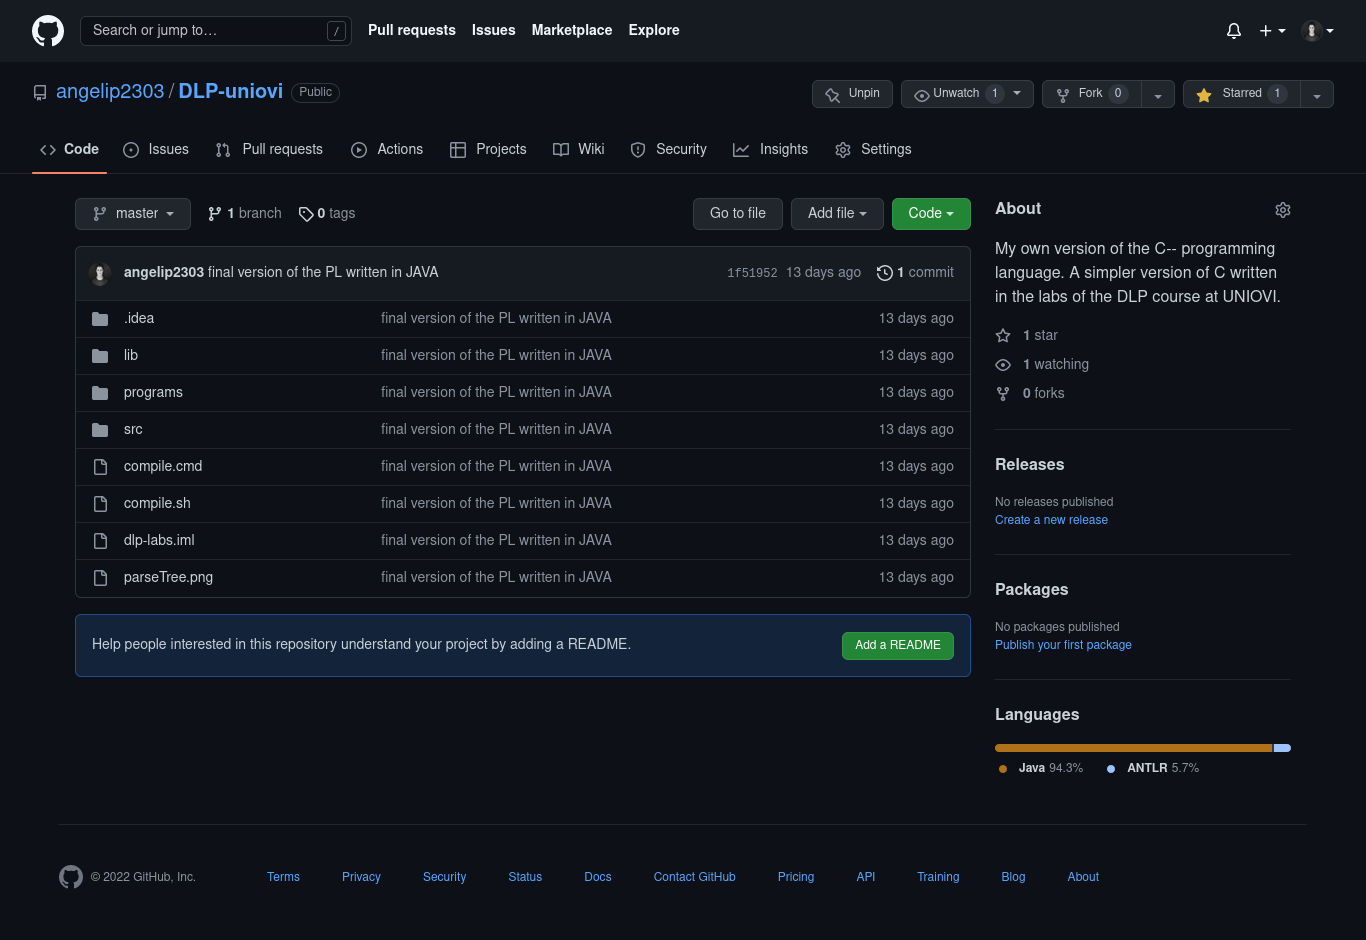 Search or jump to… / Pull requests Issues Marketplace Explore
angelip2303 / DLP-uniovi Public Unpin Unwatch 1 Fork 0 Starred 1
Code Issues Pull requests Actions Projects Wiki Security Insights Settings
master 1 branch 0 tags Go to file Add file Code
angelip2303 final version of the PL written in JAVA 1f51952 13 days ago 1 commit
.idea final version of the PL written in JAVA 13 days ago
lib final version of the PL written in JAVA 13 days ago
programs final version of the PL written in JAVA 13 days ago
src final version of the PL written in JAVA 13 days ago
compile.cmd final version of the PL written in JAVA 13 days ago
compile.sh final version of the PL written in JAVA 13 days ago
dlp-labs.iml final version of the PL written in JAVA 13 days ago
parseTree.png final version of the PL written in JAVA 13 days ago
Help people interested in this repository understand your project by adding a README. Add a README
About
My own version of the C-- programming
language. A simpler version of C written
in the labs of the DLP course at UNIOVI.
1 star
1 watching
0 forks
Releases
No releases published
Create a new release
Packages
No packages published
Publish your first package
Languages
Java 94.3% ANTLR 5.7%
© 2022 GitHub, Inc. Terms Privacy Security Status Docs Contact GitHub Pricing API Training Blog About